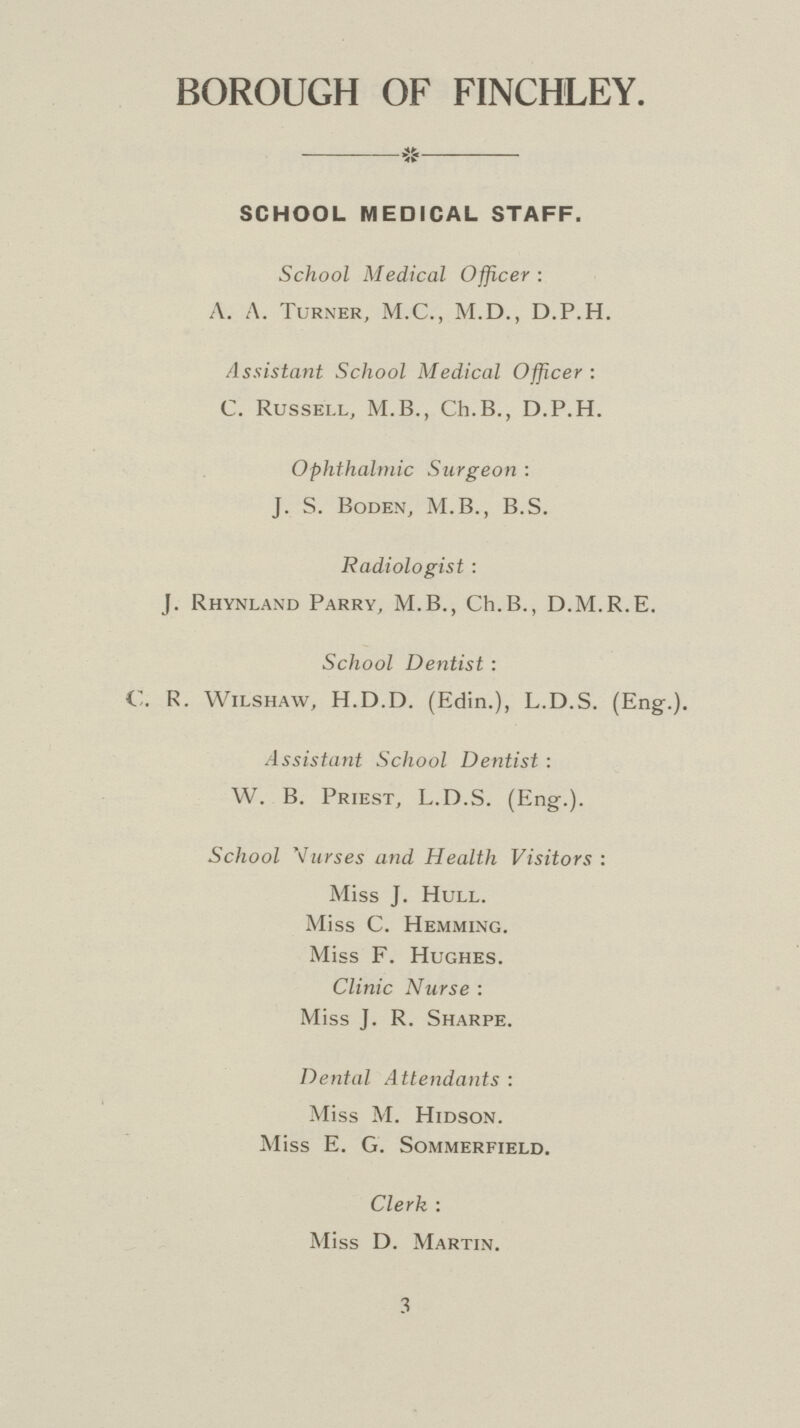 BOROUGH OF FINCHLEY.
SCHOOL MEDICAL STAFF.
School Medical Officer :
A. A. TURNER, M.C., M.D., D.P.H.
Assistant School Medical Officer :
C. RUSSELL, M.B., Ch.B., D.P.H.
Ophthalmic Surgeon :
J. S. BODEN, M.B., B.S.
Radiologist :
J. RHYNLAND PARRY, M.B., Ch.B., D.M.R.E.
School Dentist :
C. R. WILSHAW, H.D.D. (Edin.), L.D.S. (Eng.).
Assistant School Dentist :
W. B. PRIEST, L.D.S. (Eng.).
School Nurses and Health Visitors :
Miss J. HULL.
Miss C. HEMMING.
Miss F. HUGHES.
Clinic Nurse :
Miss J. R. SHARPE.
Dental Attendants :
Miss M. HIDSON.
Miss E. G. SOMMERFIELD.
Clerk :
Miss D. MARTIN.
3